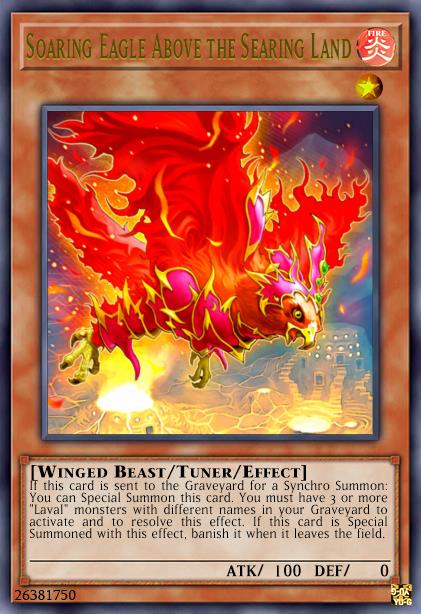 Soaring Eagle Above the Searing Land
FIRE
炎
[Winged Beast/Tuner/Effect]
If this card is sent to the Graveyard for a Synchro Summon:
You can Special Summon this card. You must have 3 or more
"Laval" monsters with different names in your Graveyard to
activate and to resolve this effect. If this card is Special
Summoned with this effect, banish it when it leaves the field.
ATK/ 100 DEF/ 0
26381750